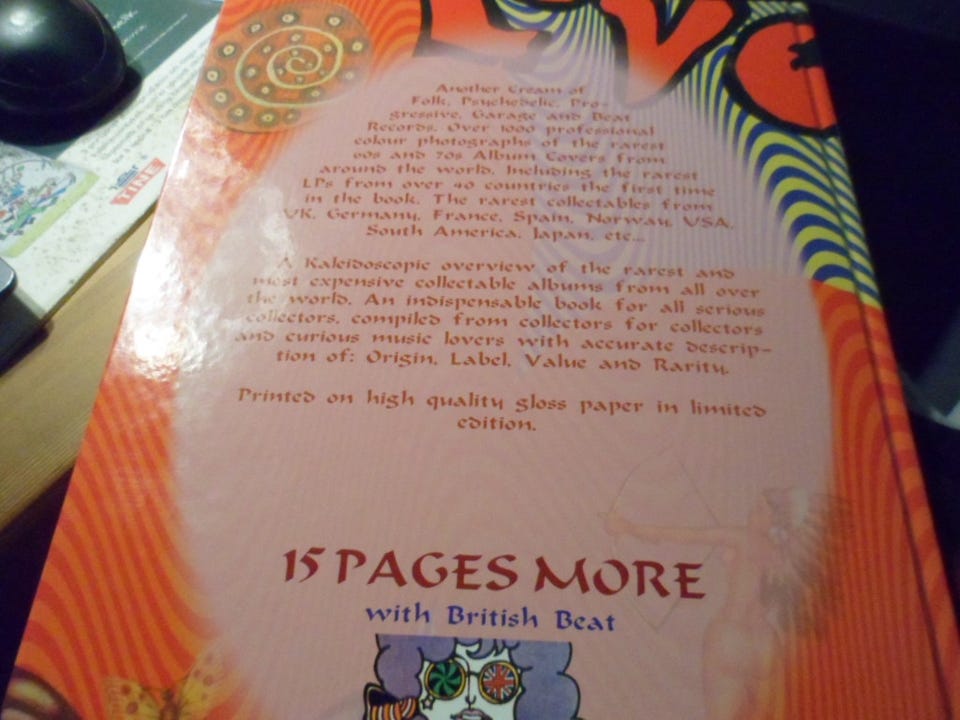 Another Cream of
Folk, Psychedelic, Pro-
gressive, Garage and Beat
Records. Over 1000 professional
colour photographs of the rarest
60s and 70s Album Covers from
around the world. Including the rarest
LPs from over 40 countries the first time
in the book. The rarest collectables from
UK, Germany, France, Spain, Norway, USA,
South America, Japan, etc...
A Kaleidoscopic overview of the rarest and
most expensive collectable albums from all over
the world. An indispensable book for all serious
collectors, compiled from collectors for collectors
and curious music lovers with accurate descrip-
tion of: Origin, Label, Value and Rarity.
Printed on high quality gloss paper in limited
edition.
15 PAGES MORE
with British Beat